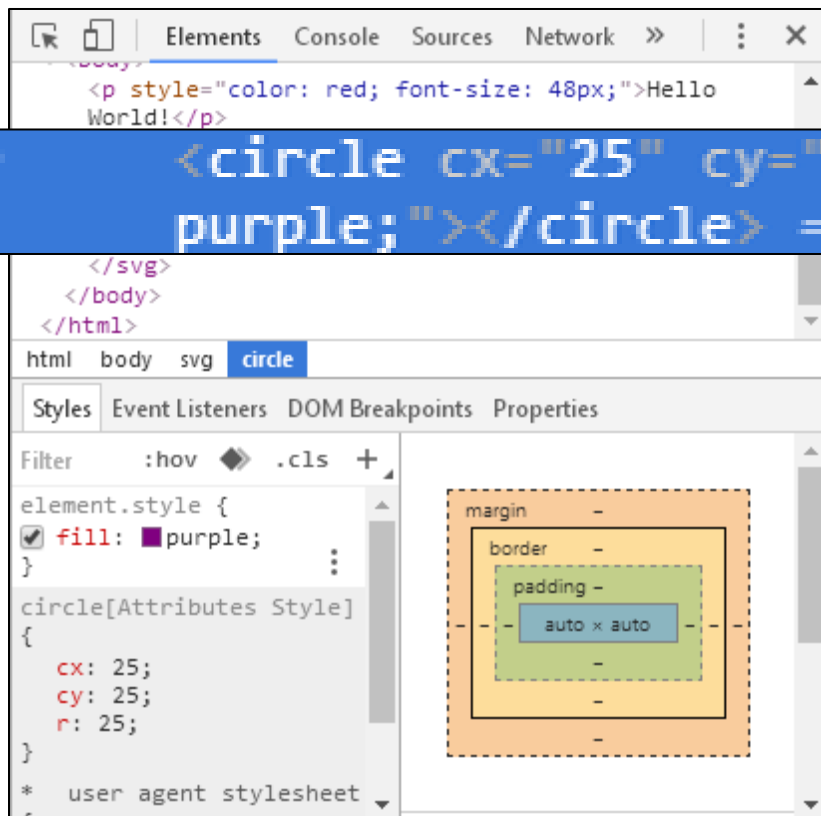 Elements Console Sources Network »
<body>
<p style="color: red; font-size: 48px;">Hello
World!</p>
<circle cx="25" cy="
purple;"></circle> =
</svg>
</body>
</html>
html body svg circle
Styles Event Listeners DOM Breakpoints Properties
Filter :hov .cls +
element.style {
fill: purple;
}
circle[Attributes Style]
{
cx: 25;
cy: 25;
r: 25;
}
* user agent stylesheet
margin –
border –
padding –
– – – auto × auto – – –
–
–
–